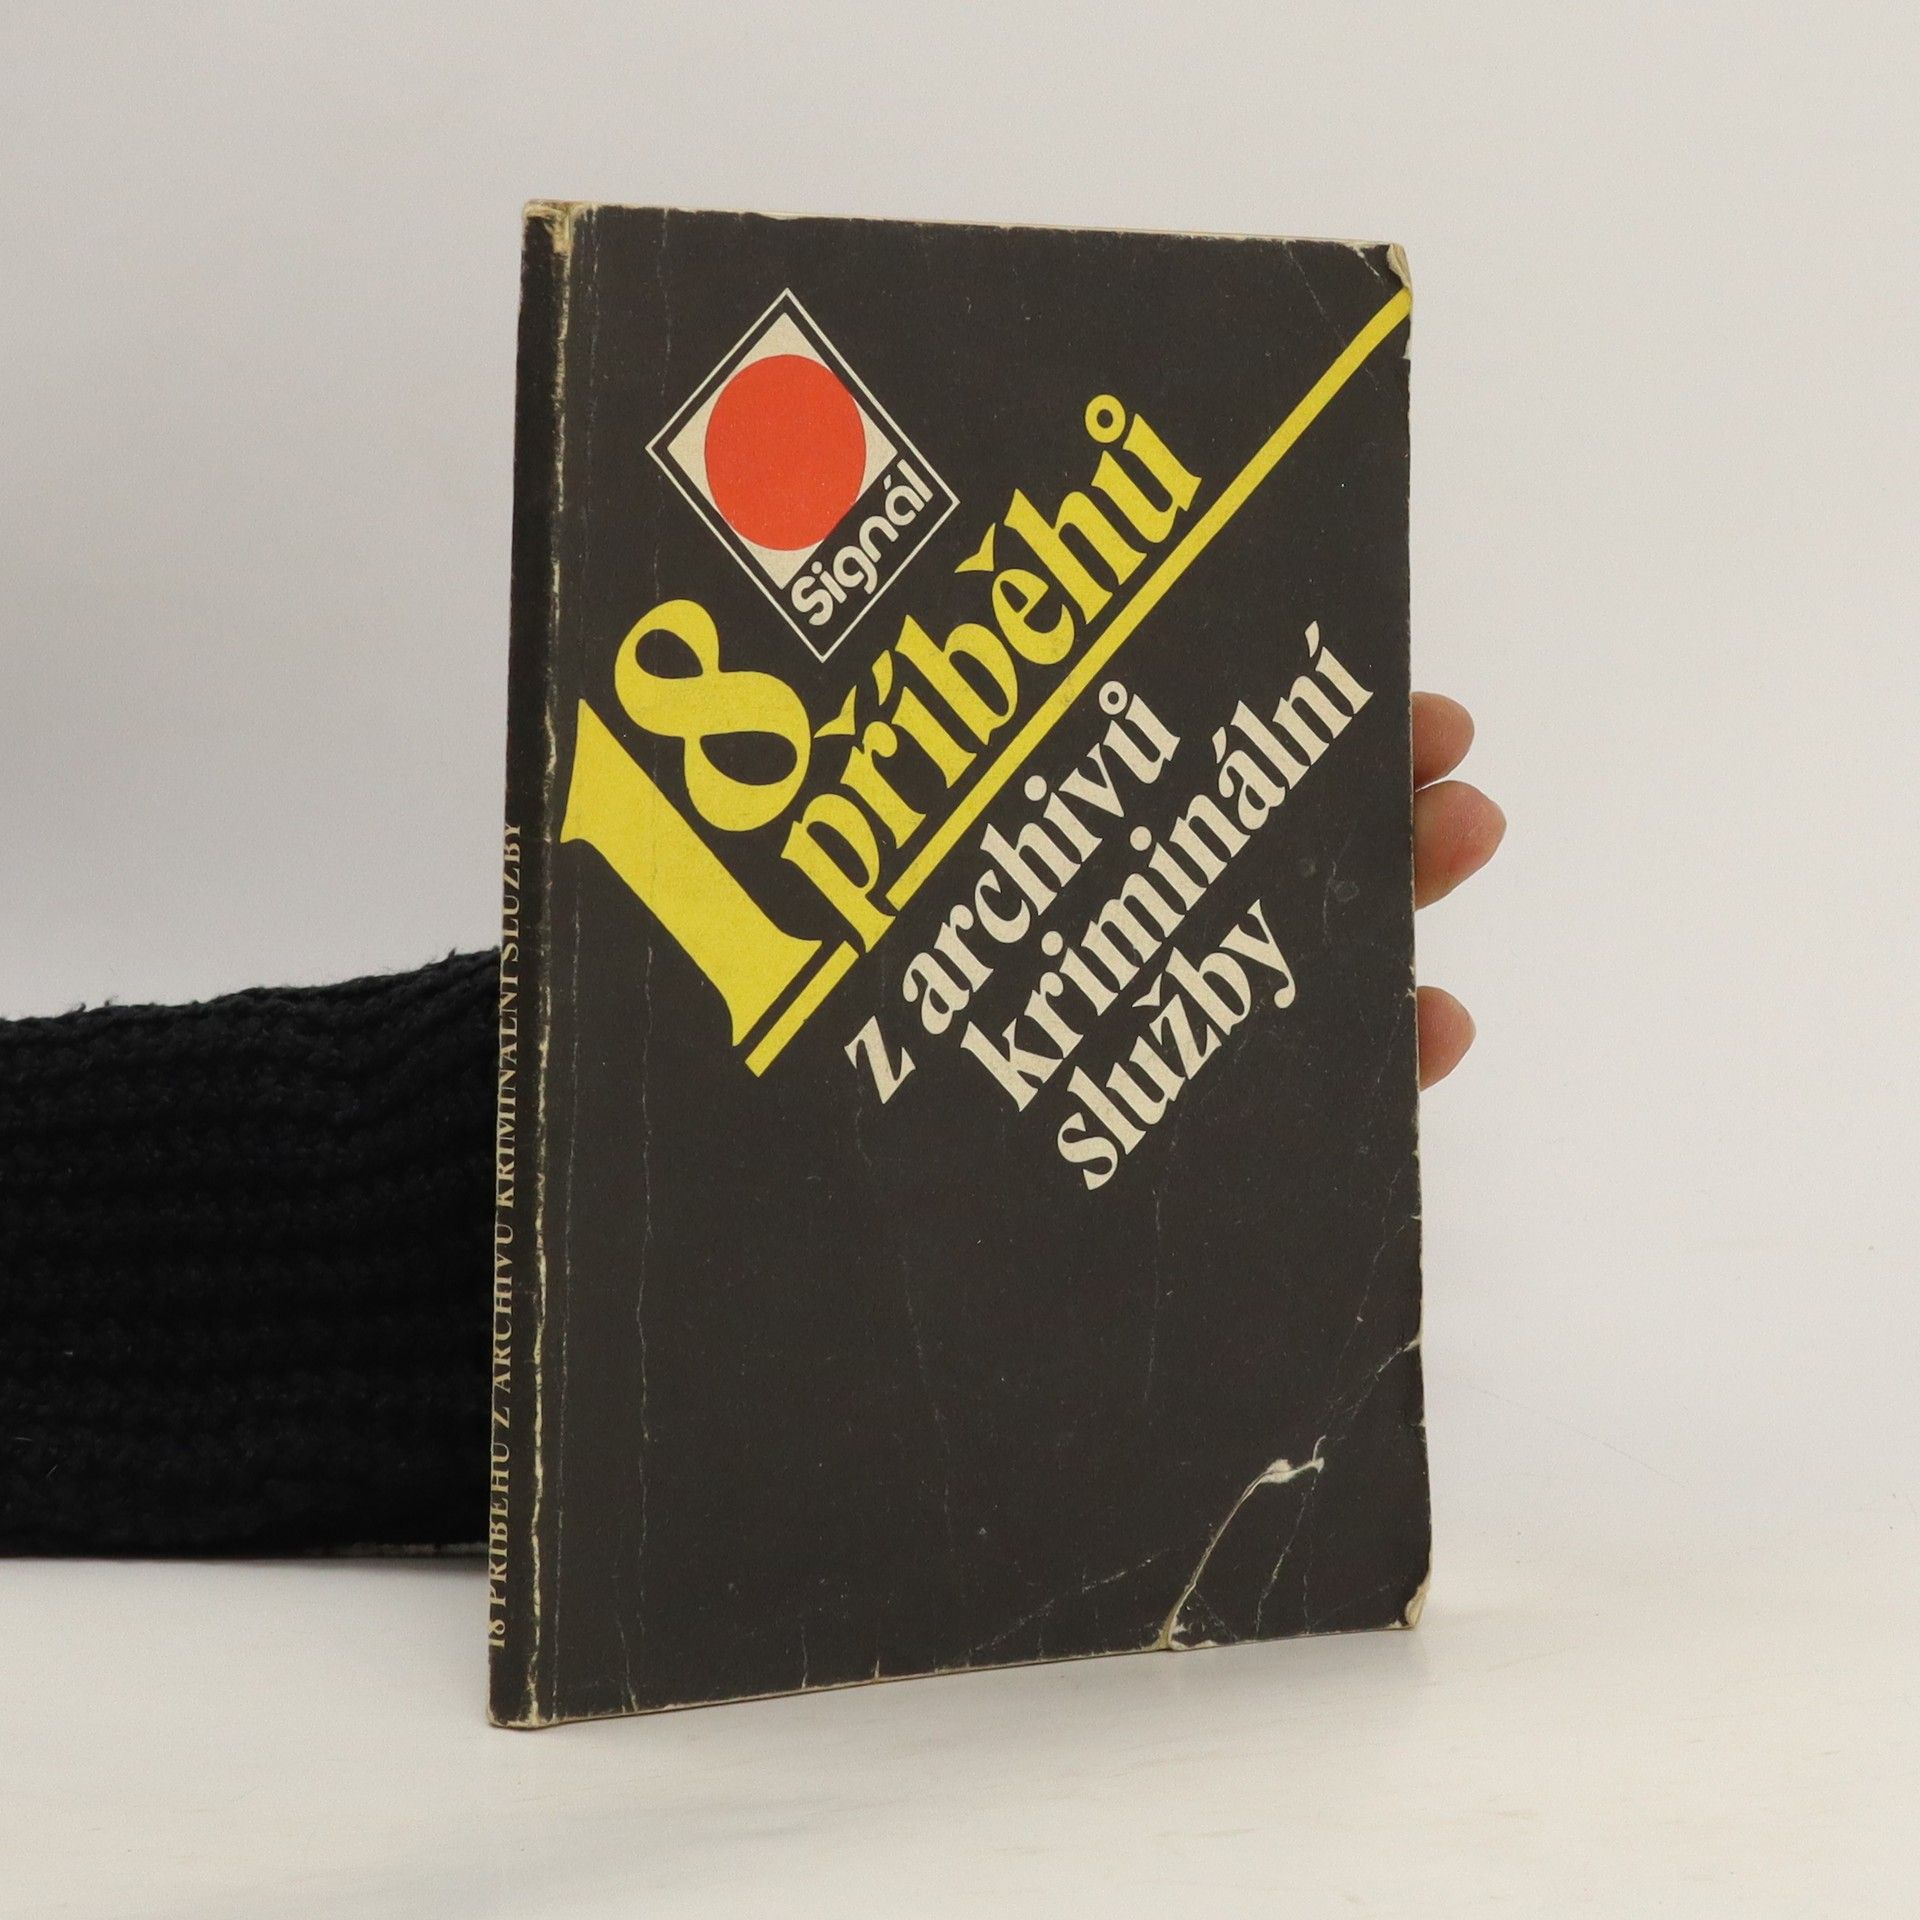 Signál
18 příběhů
z archivů
kriminální
služby
18 PŘÍBĚHŮ Z ARCHIVŮ KRIMINÁLNÍ SLUŽBY